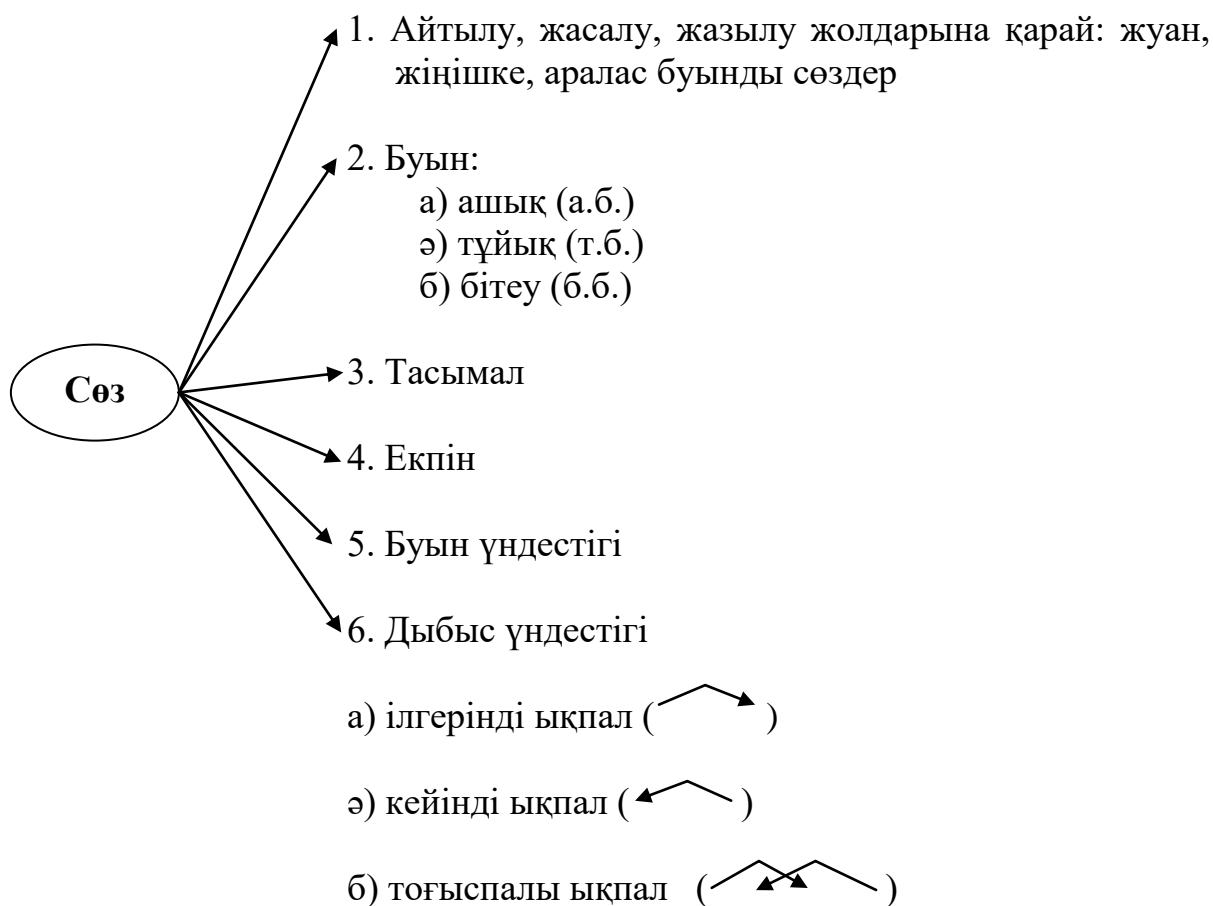 1. Айтылу, жасалу, жазылу жолдарына қарай: жуан,
жіңішке, аралас буынды сөздер
2. Буын:
а) ашық (а.б.)
ә) тұйық (т.б.)
б) бітеу (б.б.)
Сөз
3. Тасымал
4. Екпін
5. Буын үндестігі
6. Дыбыс үндестігі
а) ілгерінді ықпал ( )
ә) кейінді ықпал ( )
б) тоғыспалы ықпал ( )